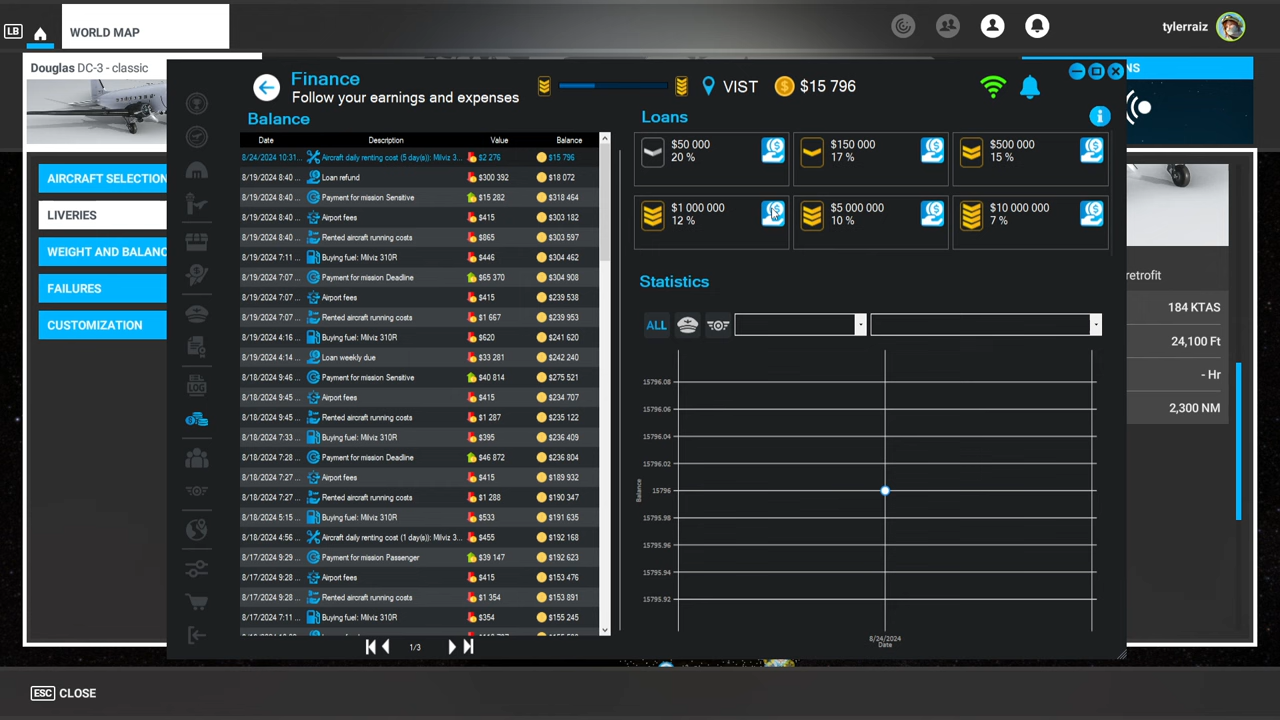 LB
WORLD MAP
tylerraiz
Douglas DC-3 - classic
NS
Finance
Follow your earnings and expenses
VIST
$15 796
Balance
Loans
Date Description Value Balance
8/24/2024 10:31... Aircraft daily renting cost (5 day(s)): Milviz 3... $2 276 $15 796
8/19/2024 8:40 ... Loan refund $300 392 $18 072
8/19/2024 8:40 ... Payment for mission Sensitive $15 282 $318 464
8/19/2024 8:40 ... Airport fees $415 $303 182
8/19/2024 8:40 ... Rented aircraft running costs $865 $303 597
8/19/2024 7:11 ... Buying fuel: Milviz 310R $446 $304 462
8/19/2024 7:07 ... Payment for mission Deadline $65 370 $304 908
8/19/2024 7:07 ... Airport fees $415 $239 538
8/19/2024 7:07 ... Rented aircraft running costs $1 667 $239 953
8/19/2024 4:16 ... Buying fuel: Milviz 310R $620 $241 620
8/19/2024 4:14 ... Loan weekly due $33 281 $242 240
8/18/2024 9:46 ... Payment for mission Sensitive $40 814 $275 521
8/18/2024 9:45 ... Airport fees $415 $234 707
8/18/2024 9:45 ... Rented aircraft running costs $1 287 $235 122
8/18/2024 7:33 ... Buying fuel: Milviz 310R $395 $236 409
8/18/2024 7:28 ... Payment for mission Deadline $46 872 $236 804
8/18/2024 7:27 ... Airport fees $415 $189 932
8/18/2024 7:27 ... Rented aircraft running costs $1 288 $190 347
8/18/2024 5:15 ... Buying fuel: Milviz 310R $533 $191 635
8/18/2024 4:56 ... Aircraft daily renting cost (1 day(s)): Milviz 3... $455 $192 168
8/17/2024 9:29 ... Payment for mission Passenger $39 147 $192 623
8/17/2024 9:28 ... Airport fees $415 $153 476
8/17/2024 9:28 ... Rented aircraft running costs $1 354 $153 891
8/17/2024 7:11 ... Buying fuel: Milviz 310R $354 $155 245
1/3
$50 000
20 %
$150 000
17 %
$500 000
15 %
$1 000 000
12 %
$5 000 000
10 %
$10 000 000
7 %
Statistics
ALL
15796.08
15796.06
15796.04
15796.02
15796
15795.98
15795.96
15795.94
15795.92
Balance
8/24/2024
Date
AIRCRAFT SELECTION
LIVERIES
WEIGHT AND BALANC
FAILURES
CUSTOMIZATION
LOG
retrofit
184 KTAS
24,100 Ft
- Hr
2,300 NM
ESC CLOSE